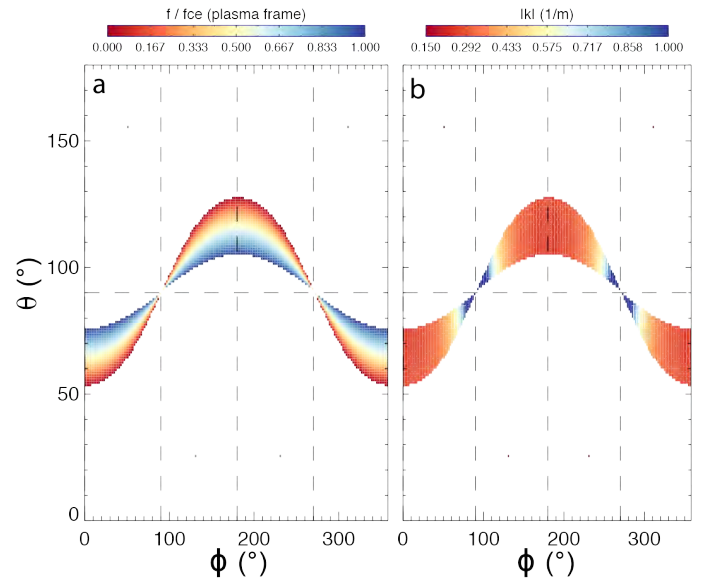 f / fce (plasma frame)
0.000 0.167 0.333 0.500 0.667 0.833 1.000
|k| (1/m)
0.150 0.292 0.433 0.575 0.717 0.858 1.000
a
b
150
100
50
0
θ (°)
0 100 200 300
0 100 200 300
ϕ (°)
ϕ (°)